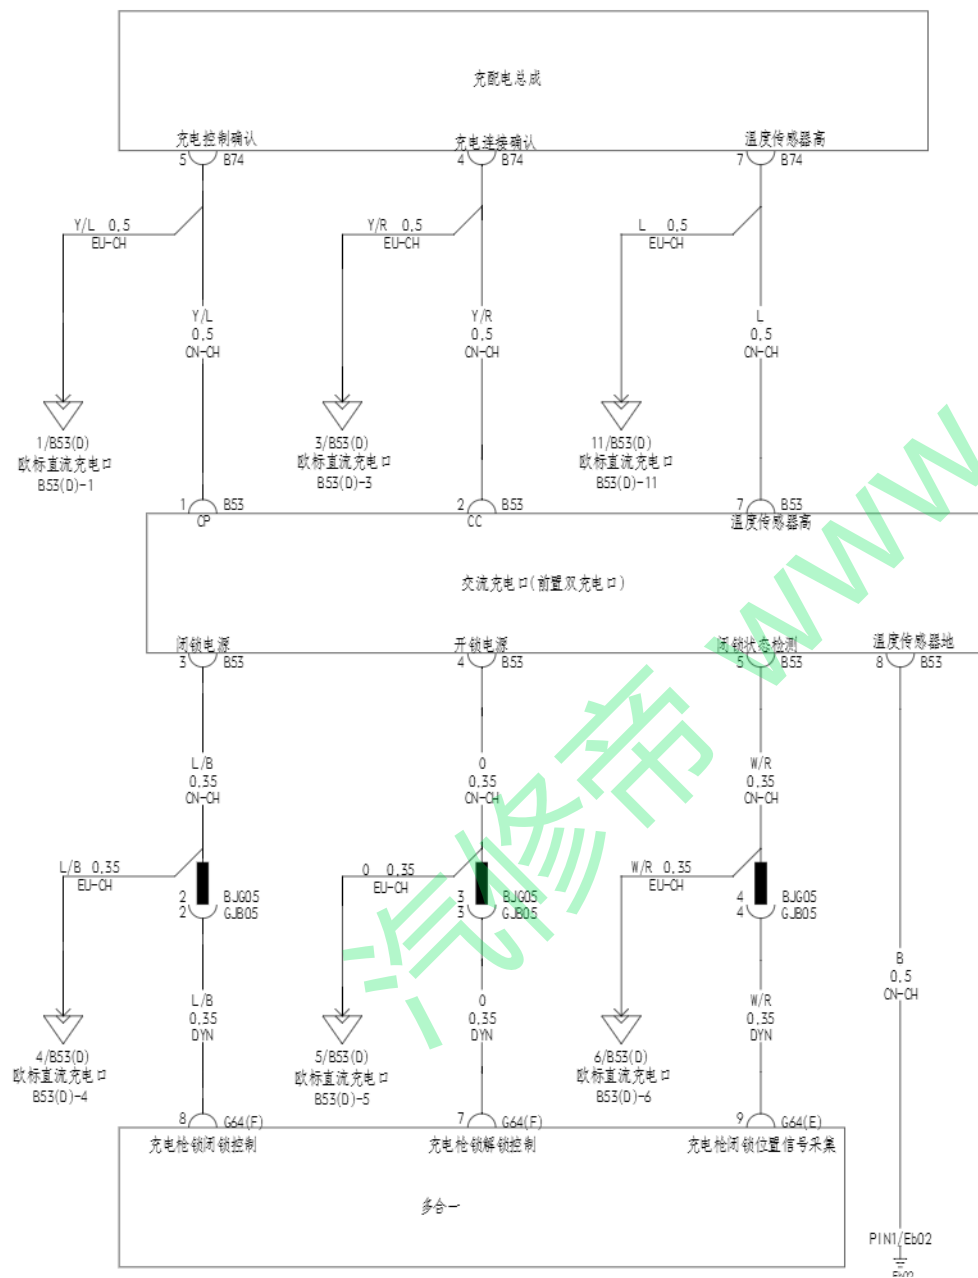 充配电总成
充电控制确认
充电连接确认
温度传感器高
5 B74
4 B74
7 B74
Y/L 0.5
EU-CH
Y/R 0.5
EU-CH
L 0.5
EU-CH
Y/L
0.5
CN-CH
Y/R
0.5
CN-CH
L
0.5
CN-CH
1/B53(D)
欧标直流充电口
B53(D)-1
3/B53(D)
欧标直流充电口
B53(D)-3
11/B53(D)
欧标直流充电口
B53(D)-11
1 B53
CP
2 B53
CC
7 B53
温度传感器高
交流充电口(前置双充电口)
闭锁电源
3 B53
开锁电源
4 B53
闭锁状态检测
5 B53
温度传感器地
8 B53
L/B
0.35
CN-CH
O
0.35
CN-CH
W/R
0.35
CN-CH
L/B 0.35
EU-CH
O 0.35
EU-CH
W/R 0.35
EU-CH
2 BJG05
2 GJB05
3 BJG05
3 GJB05
4 BJG05
4 GJB05
B
0.5
CN-CH
L/B
0.35
DYN
O
0.35
DYN
W/R
0.35
DYN
4/B53(D)
欧标直流充电口
B53(D)-4
5/B53(D)
欧标直流充电口
B53(D)-5
6/B53(D)
欧标直流充电口
B53(D)-6
8 G64(F)
充电枪锁闭锁控制
7 G64(F)
充电枪锁解锁控制
9 G64(E)
充电枪闭锁位置信号采集
多合一
PIN1/Eb02
Eb02
汽修帝 www